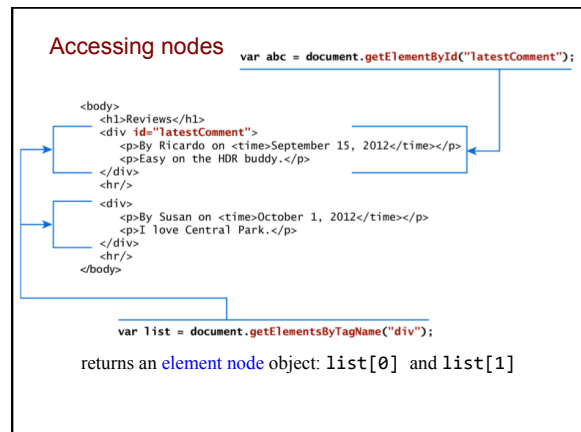 Accessing nodes
var abc = document.getElementById("latestComment");
<body>
<h1>Reviews</h1>
<div id="latestComment">
<p>By Ricardo on <time>September 15, 2012</time></p>
<p>Easy on the HDR buddy.</p>
</div>
<hr/>
<div>
<p>By Susan on <time>October 1, 2012</time></p>
<p>I love Central Park.</p>
</div>
<hr/>
</body>
var list = document.getElementsByTagName("div");
returns an element node object: list[0] and list[1]